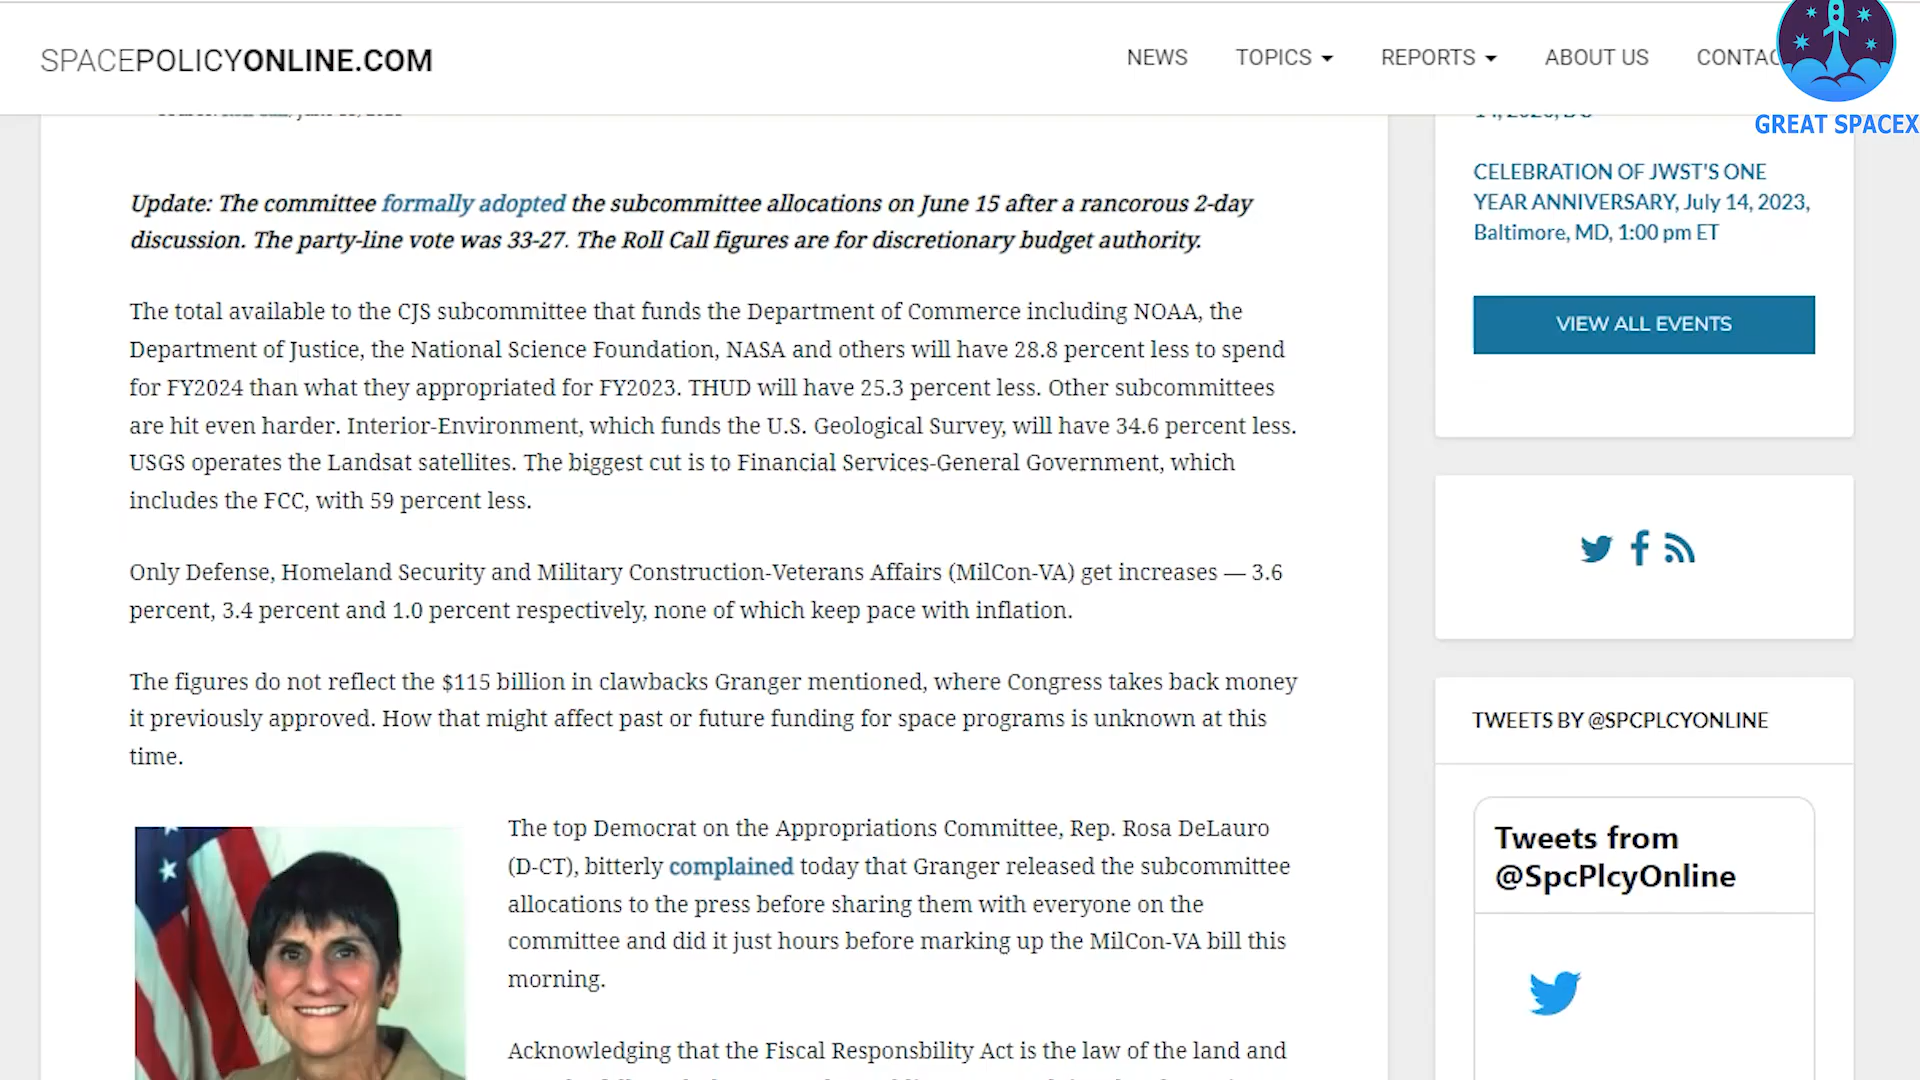 SPACEPOLICYONLINE.COM
NEWS
TOPICS
REPORTS
ABOUT US
CONTAC
GREAT SPACEX
Update: The committee formally adopted the subcommittee allocations on June 15 after a rancorous 2-day
discussion. The party-line vote was 33-27. The Roll Call figures are for discretionary budget authority.
The total available to the CJS subcommittee that funds the Department of Commerce including NOAA, the
Department of Justice, the National Science Foundation, NASA and others will have 28.8 percent less to spend
for FY2024 than what they appropriated for FY2023. THUD will have 25.3 percent less. Other subcommittees
are hit even harder. Interior-Environment, which funds the U.S. Geological Survey, will have 34.6 percent less.
USGS operates the Landsat satellites. The biggest cut is to Financial Services-General Government, which
includes the FCC, with 59 percent less.
Only Defense, Homeland Security and Military Construction-Veterans Affairs (MilCon-VA) get increases — 3.6
percent, 3.4 percent and 1.0 percent respectively, none of which keep pace with inflation.
The figures do not reflect the $115 billion in clawbacks Granger mentioned, where Congress takes back money
it previously approved. How that might affect past or future funding for space programs is unknown at this
time.
The top Democrat on the Appropriations Committee, Rep. Rosa DeLauro
(D-CT), bitterly complained today that Granger released the subcommittee
allocations to the press before sharing them with everyone on the
committee and did it just hours before marking up the MilCon-VA bill this
morning.
Acknowledging that the Fiscal Responsbility Act is the law of the land and
CELEBRATION OF JWST'S ONE
YEAR ANNIVERSARY, July 14, 2023,
Baltimore, MD, 1:00 pm ET
VIEW ALL EVENTS
TWEETS BY @SPCPLCYONLINE
Tweets from
@SpcPlcyOnline